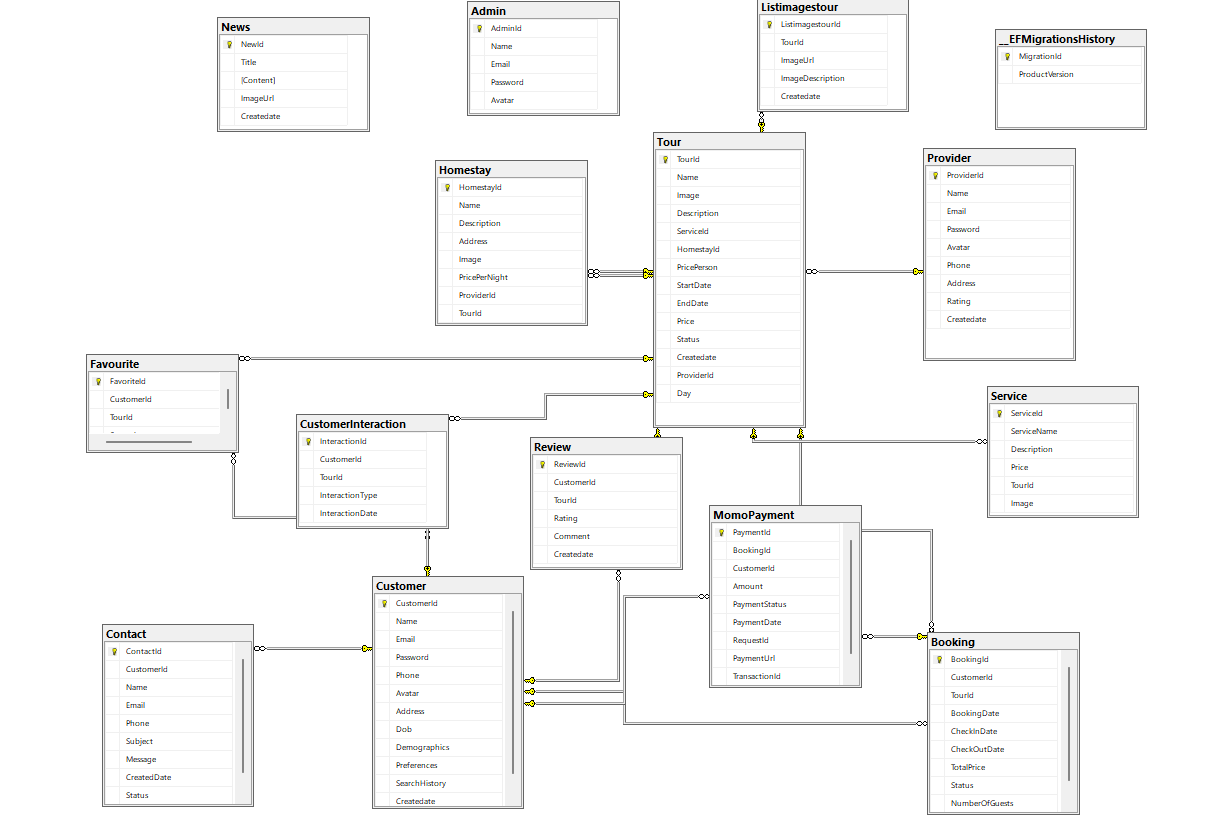 News
NewId
Title
[Content]
ImageUrl
Createdate
Admin
AdminId
Name
Email
Password
Avatar
Listimagestour
ListimagestourId
TourId
ImageUrl
ImageDescription
Createdate
__EFMigrationsHistory
MigrationId
ProductVersion
Homestay
HomestayId
Name
Description
Address
Image
PricePerNight
ProviderId
TourId
Tour
TourId
Name
Image
Description
ServiceId
HomestayId
PricePerson
StartDate
EndDate
Price
Status
Createdate
ProviderId
Day
Provider
ProviderId
Name
Email
Password
Avatar
Phone
Address
Rating
Createdate
Favourite
FavoriteId
CustomerId
TourId
CustomerInteraction
InteractionId
CustomerId
TourId
InteractionType
InteractionDate
Review
ReviewId
CustomerId
TourId
Rating
Comment
Createdate
Service
ServiceId
ServiceName
Description
Price
TourId
Image
MomoPayment
PaymentId
BookingId
CustomerId
Amount
PaymentStatus
PaymentDate
RequestId
PaymentUrl
TransactionId
Contact
ContactId
CustomerId
Name
Email
Phone
Subject
Message
CreatedDate
Status
Customer
CustomerId
Name
Email
Password
Phone
Avatar
Address
Dob
Demographics
Preferences
SearchHistory
Createdate
Booking
BookingId
CustomerId
TourId
BookingDate
CheckInDate
CheckOutDate
TotalPrice
Status
NumberOfGuests